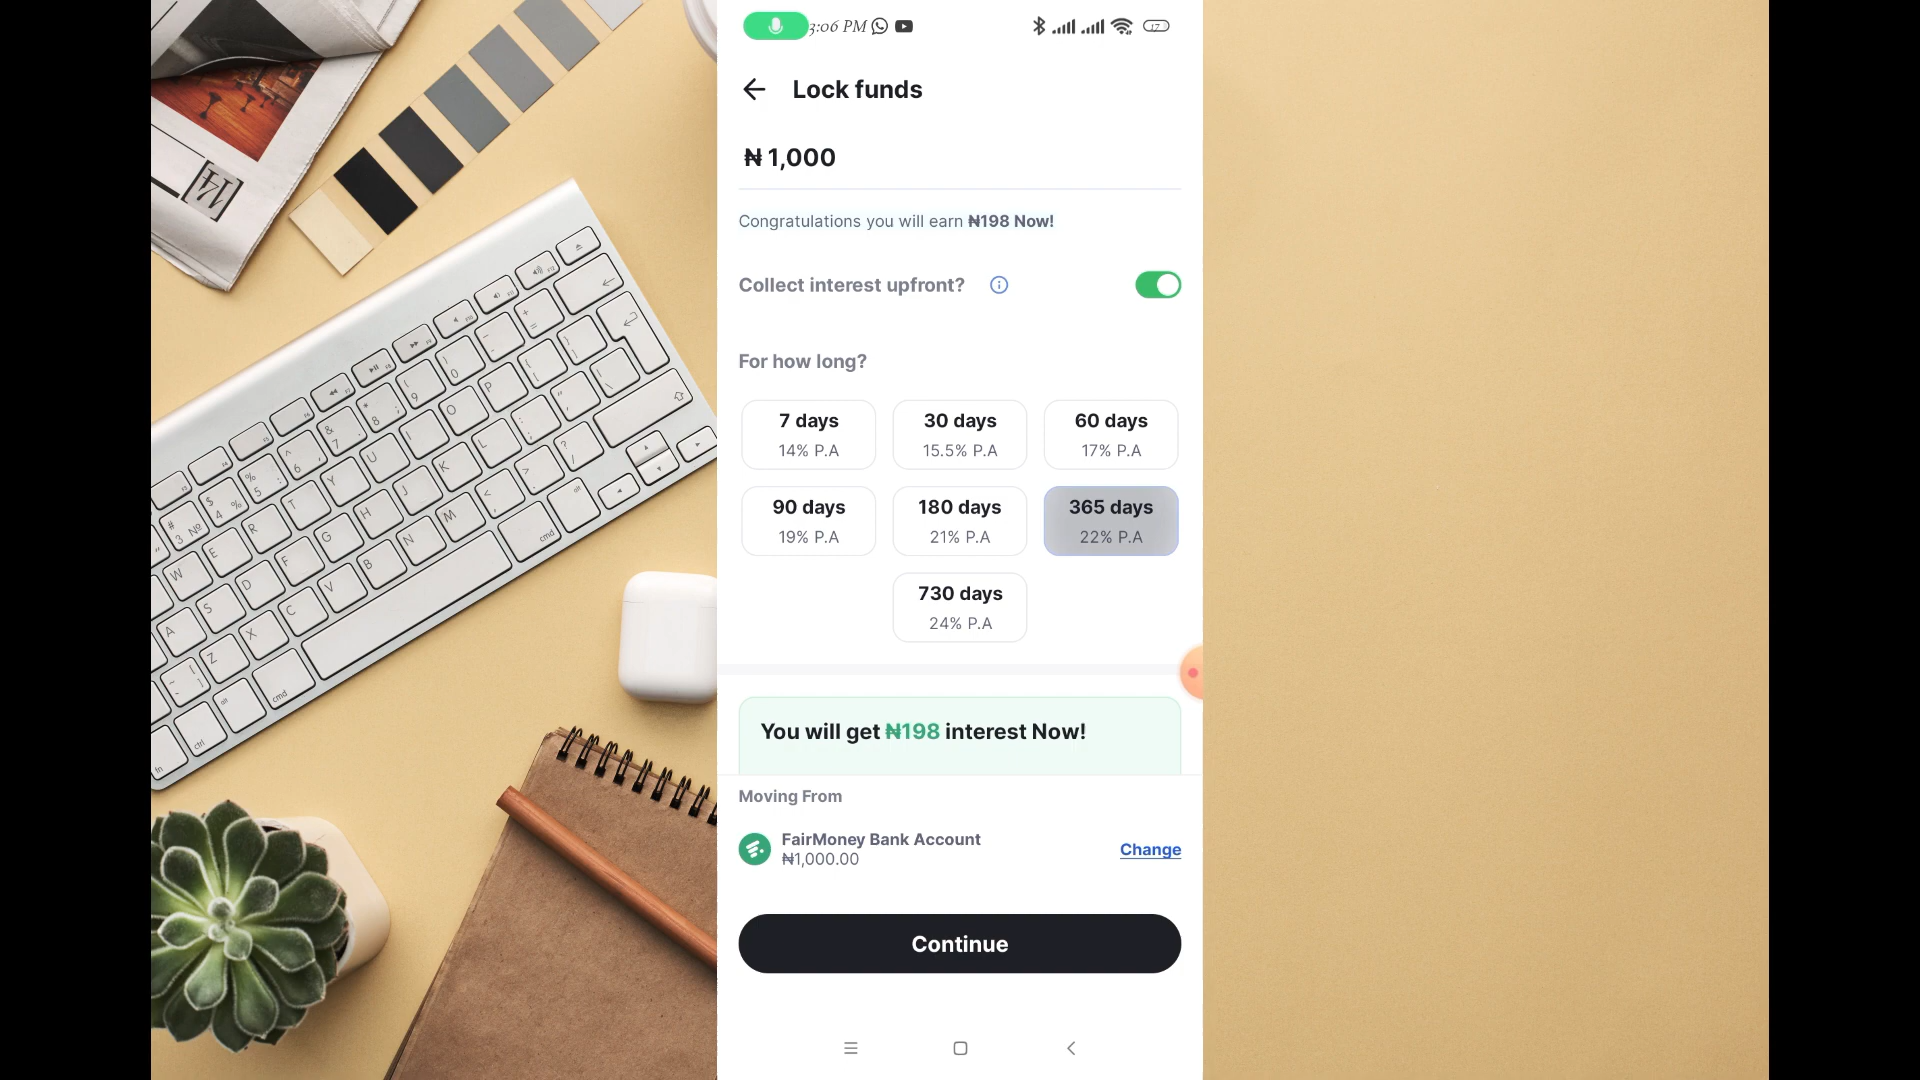 3:06 PM
17
Lock funds
₦ 1,000
Congratulations you will earn ₦198 Now!
Collect interest upfront?
For how long?
7 days
14% P.A
30 days
15.5% P.A
60 days
17% P.A
90 days
19% P.A
180 days
21% P.A
365 days
22% P.A
730 days
24% P.A
You will get ₦198 interest Now!
Moving From
FairMoney Bank Account
₦1,000.00
Change
Continue